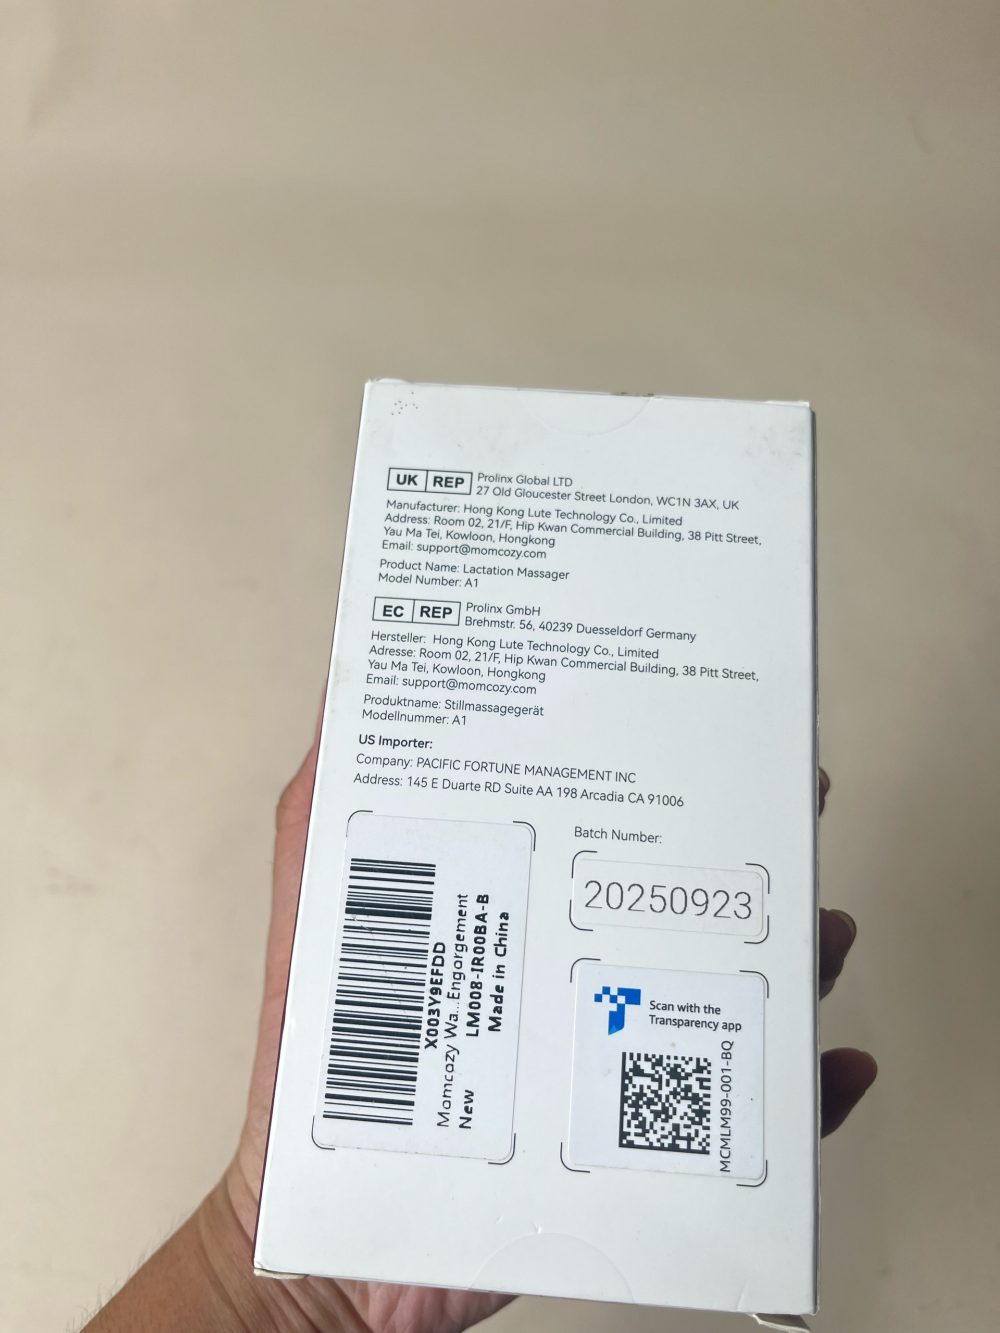 UK REP Prolinx Global LTD
27 Old Gloucester Street London, WC1N 3AX, UK
Manufacturer: Hong Kong Lute Technology Co., Limited
Address: Room 02, 21/F, Hip Kwan Commercial Building, 38 Pitt Street,
Yau Ma Tei, Kowloon, Hongkong
Email: support@momcozy.com
Product Name: Lactation Massager
Model Number: A1
EC REP Prolinx GmbH
Brehmstr. 56, 40239 Duesseldorf Germany
Hersteller: Hong Kong Lute Technology Co., Limited
Adresse: Room 02, 21/F, Hip Kwan Commercial Building, 38 Pitt Street,
Yau Ma Tei, Kowloon, Hongkong
Email: support@momcozy.com
Produktname: Stillmassagegerät
Modellnummer: A1
US Importer:
Company: PACIFIC FORTUNE MANAGEMENT INC
Address: 145 E Duarte RD Suite AA 198 Arcadia CA 91006
X003Y9EFDD
Momcozy Wa...Engorgement
New LM008-IR00BA-B
Made in China
Batch Number:
20250923
Scan with the
Transparency app
MCMLM99-001-BQ